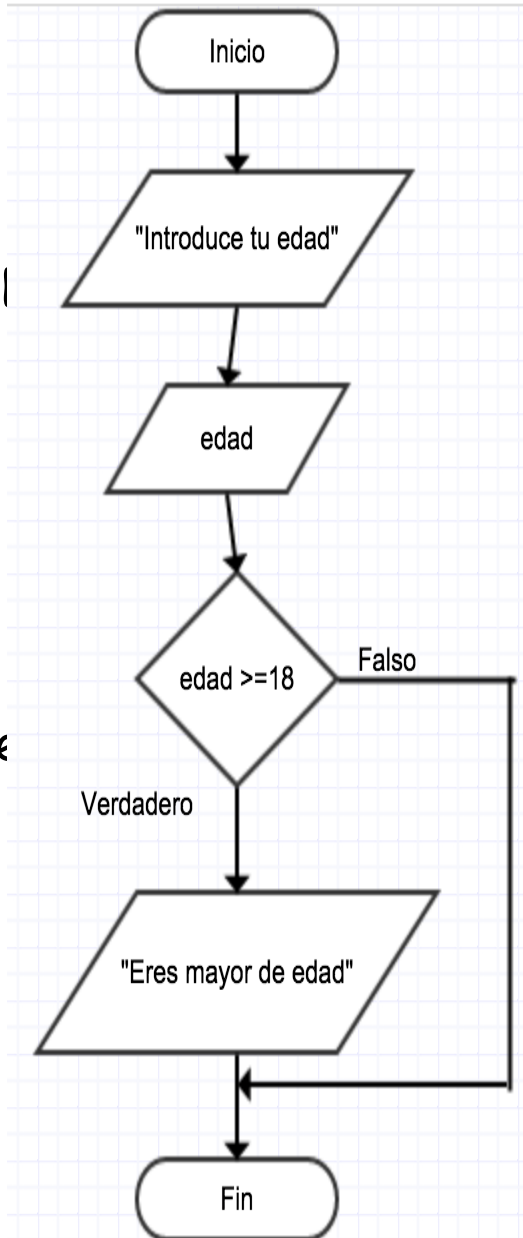 Inicio
"Introduce tu edad"
edad
edad >=18
Falso
Verdadero
"Eres mayor de edad"
Fin